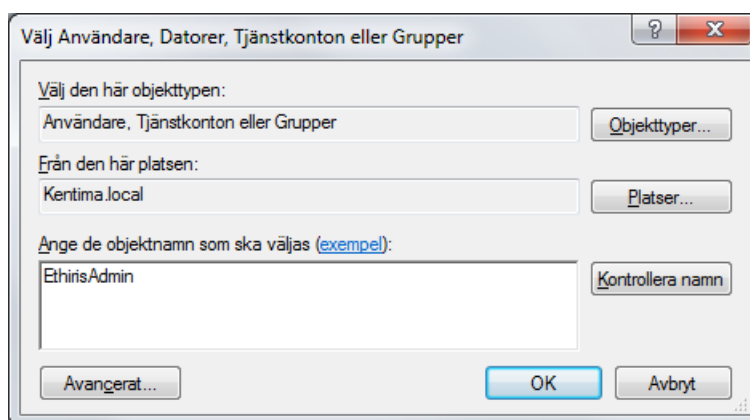 Välj Användare, Datorer, Tjänstkonton eller Grupper
Välj den här objekttypen:
Användare, Tjänstkonton eller Grupper
Objekttyper...
Från den här platsen:
Kentima.local
Platser...
Ange de objektnamn som ska väljas (exempel):
EthirisAdmin
Kontrollera namn
Avancerat...
OK
Avbryt